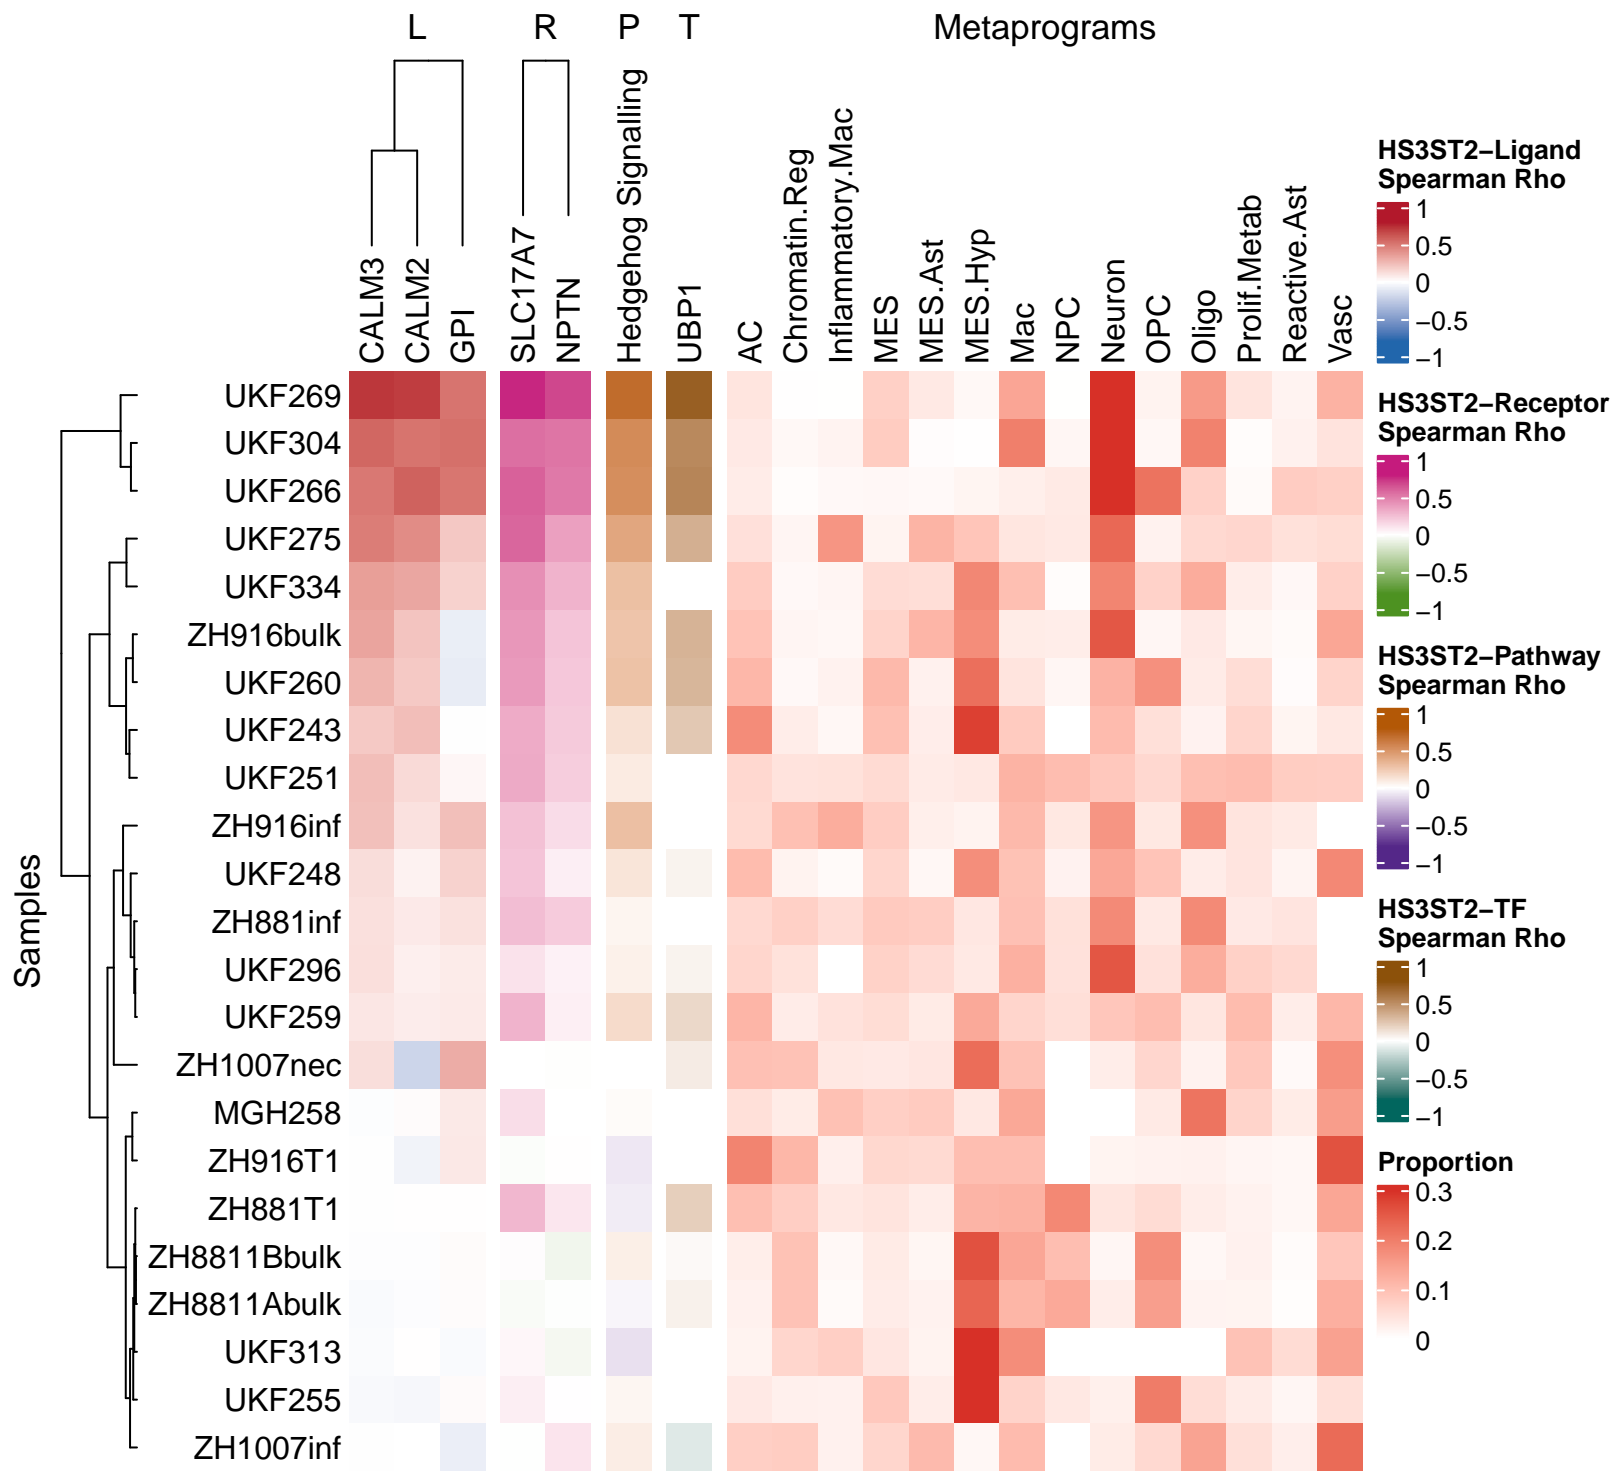 L R P T Metaprograms
CALM3
CALM2
GPI
SLC17A7
NPTN
Hedgehog Signalling
UBP1
AC
Chromatin.Reg
Inflammatory.Mac
MES
MES.Ast
MES.Hyp
Mac
NPC
Neuron
OPC
Oligo
Prolif.Metab
Reactive.Ast
Vasc
Samples
UKF269
UKF304
UKF266
UKF275
UKF334
ZH916bulk
UKF260
UKF243
UKF251
ZH916inf
UKF248
ZH881inf
UKF296
UKF259
ZH1007nec
MGH258
ZH916T1
ZH881T1
ZH8811Bbulk
ZH8811Abulk
UKF313
UKF255
ZH1007inf
HS3ST2−Ligand
Spearman Rho
1
0.5
0
−0.5
−1
HS3ST2−Receptor
Spearman Rho
1
0.5
0
−0.5
−1
HS3ST2−Pathway
Spearman Rho
1
0.5
0
−0.5
−1
HS3ST2−TF
Spearman Rho
1
0.5
0
−0.5
−1
Proportion
0.3
0.2
0.1
0